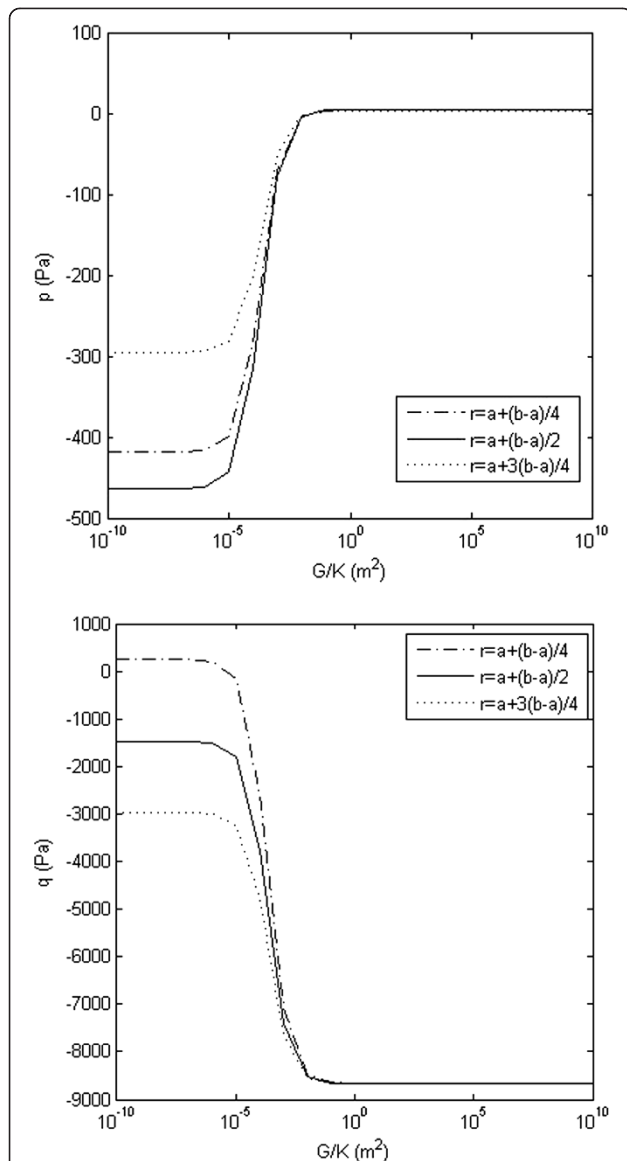 100
0
-100
-200
-300
-400
-500
p (Pa)
r=a+(b-a)/4
r=a+(b-a)/2
r=a+3(b-a)/4
10^-10 10^-5 10^0 10^5 10^10
G/K (m^2)
1000
0
-1000
-2000
-3000
-4000
-5000
-6000
-7000
-8000
-9000
q (Pa)
r=a+(b-a)/4
r=a+(b-a)/2
r=a+3(b-a)/4
10^-10 10^-5 10^0 10^5 10^10
G/K (m^2)